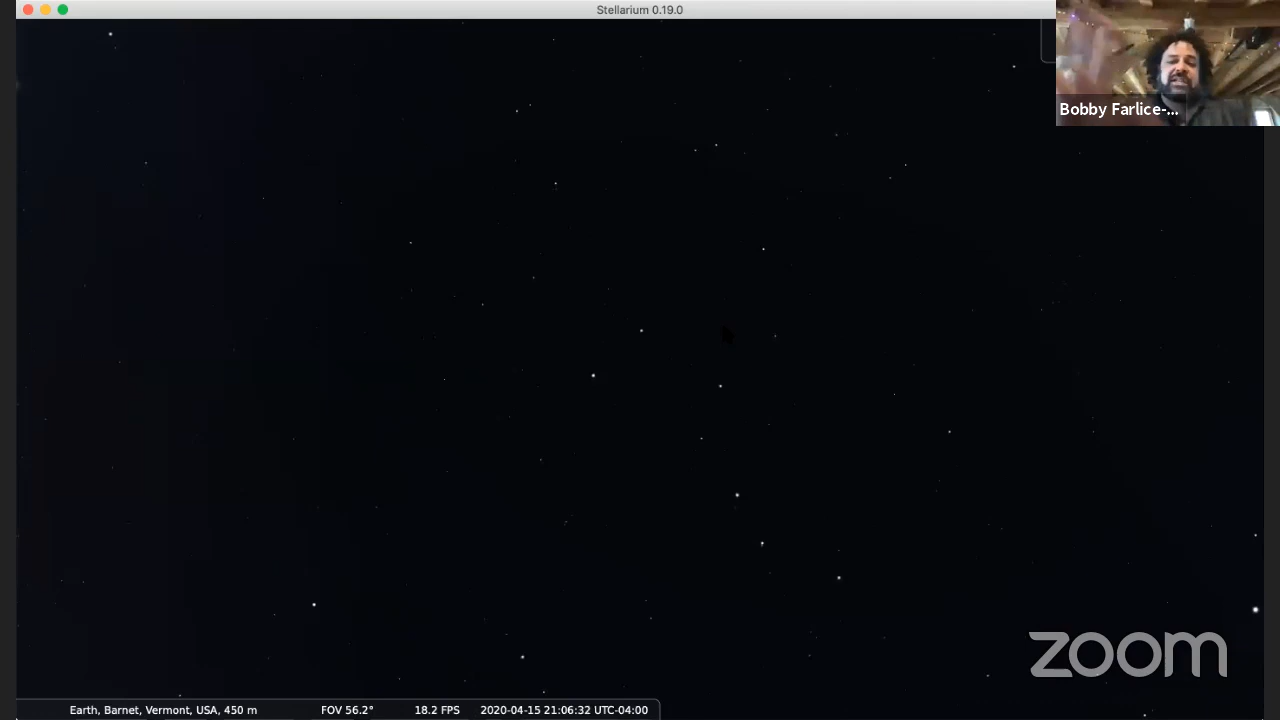 Stellarium 0.19.0
Bobby Farlice-...
zoom
Earth, Barnet, Vermont, USA, 450 m FOV 56.2° 18.2 FPS 2020-04-15 21:06:32 UTC-04:00